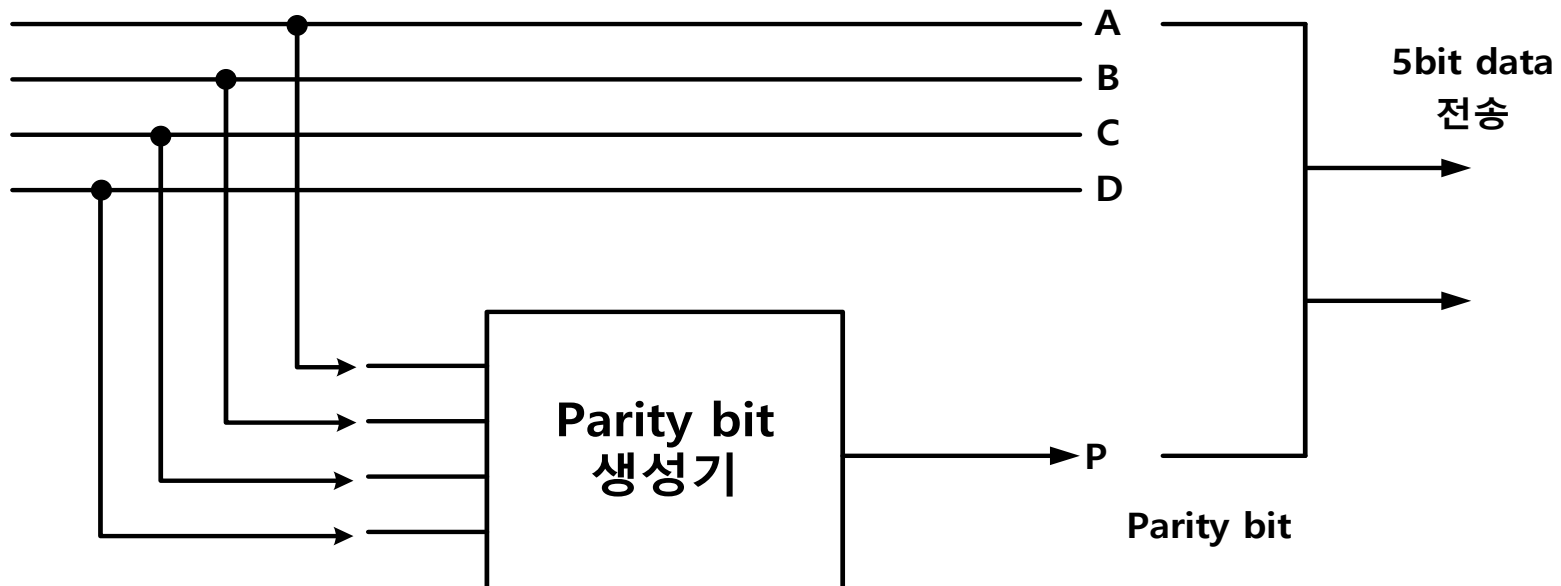 A
B
C
D
5bit data
전송
Parity bit
생성기
P
Parity bit